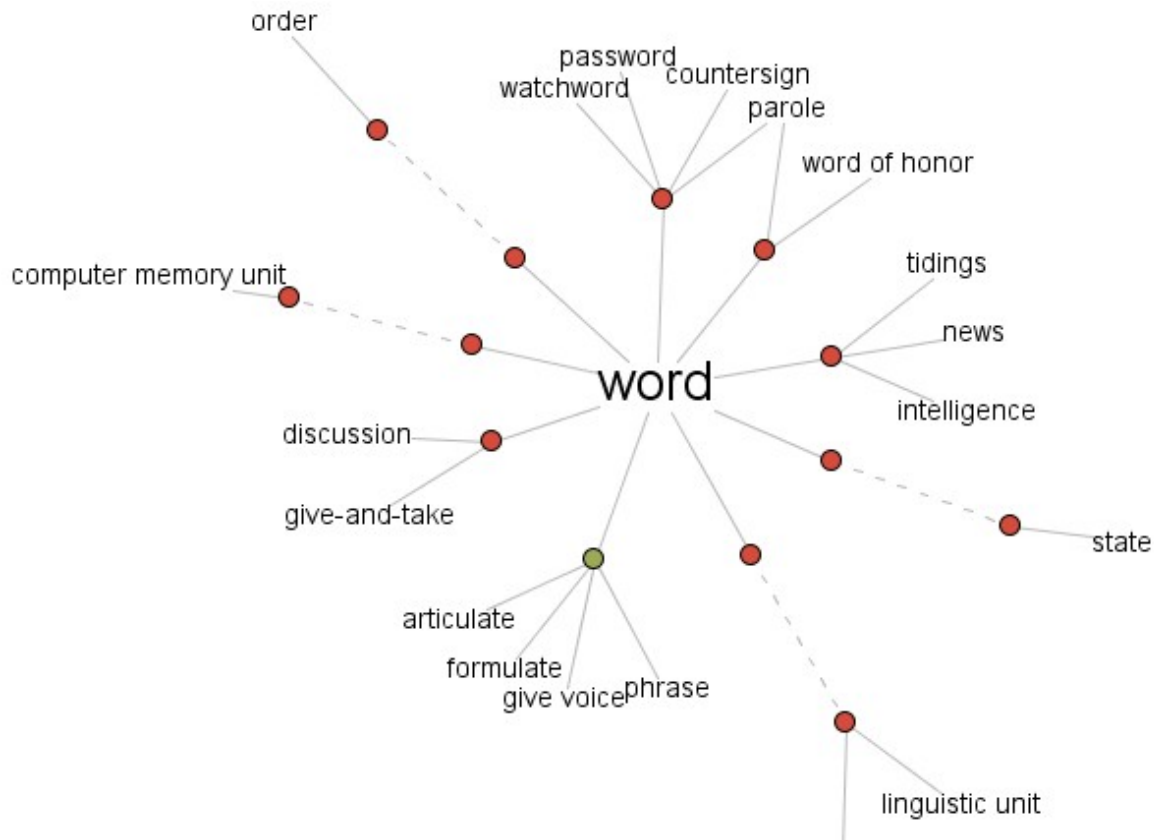 order
password
countersign
watchword
parole
word of honor
tidings
computer memory unit
news
word
intelligence
discussion
give-and-take
state
articulate
formulate
phrase
give voice
linguistic unit